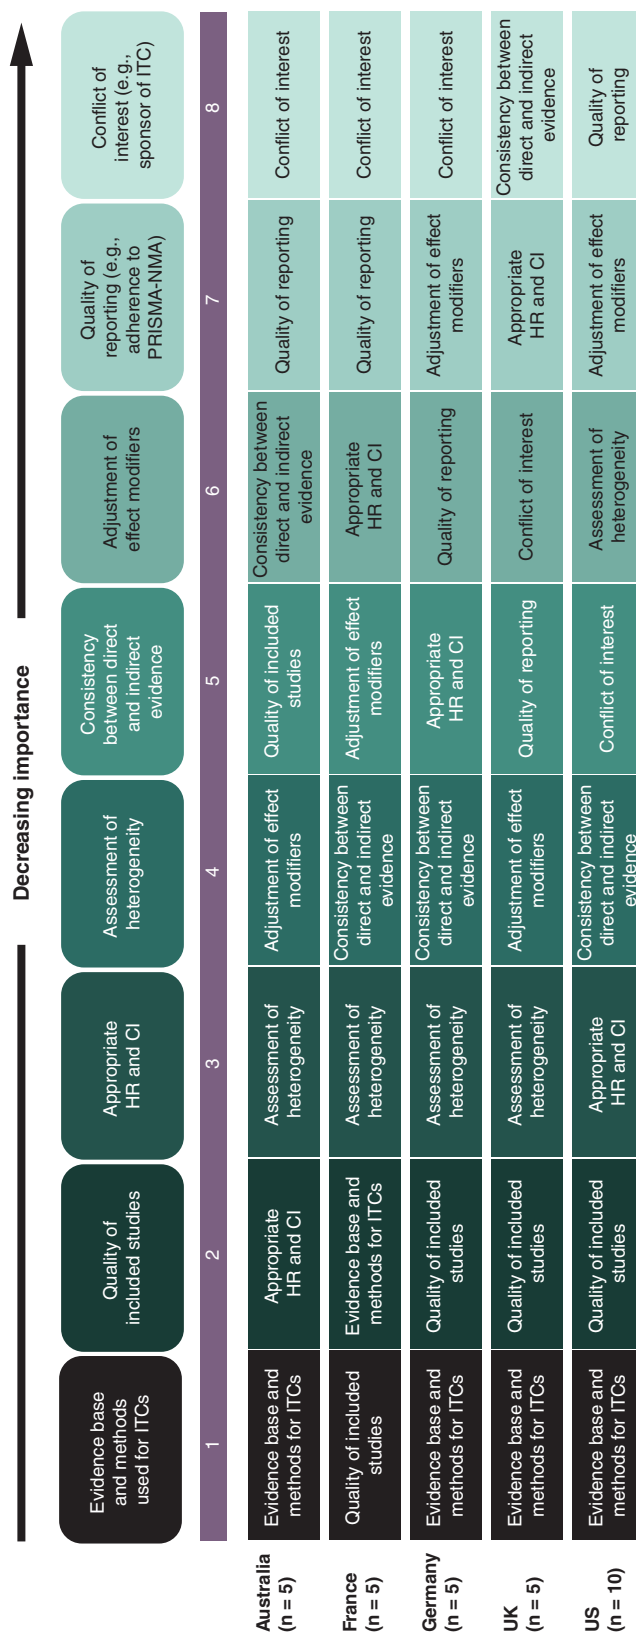 Decreasing importance
Evidence base
and methods
used for ITCs
Quality of
included studies
Appropriate
HR and CI
Assessment of
heterogeneity
Consistency
between direct
and indirect
evidence
Adjustment of
effect modifiers
Quality of
reporting (e.g.,
adherence to
PRISMA-NMA)
Conflict of
interest (e.g.,
sponsor of ITC)
1
2
3
4
5
6
7
8
Australia
(n = 5)
Evidence base and
methods for ITCs
Appropriate
HR and CI
Assessment of
heterogeneity
Adjustment of effect
modifiers
Quality of included
studies
Consistency between
direct and indirect
evidence
Quality of reporting
Conflict of interest
France
(n = 5)
Quality of included
studies
Evidence base and
methods for ITCs
Assessment of
heterogeneity
Consistency between
direct and indirect
evidence
Adjustment of effect
modifiers
Appropriate
HR and CI
Quality of reporting
Conflict of interest
Germany
(n = 5)
Evidence base and
methods for ITCs
Quality of included
studies
Assessment of
heterogeneity
Consistency between
direct and indirect
evidence
Appropriate
HR and CI
Quality of reporting
Adjustment of effect
modifiers
Conflict of interest
UK
(n = 5)
Evidence base and
methods for ITCs
Quality of included
studies
Assessment of
heterogeneity
Adjustment of effect
modifiers
Quality of reporting
Conflict of interest
Appropriate
HR and CI
Consistency between
direct and indirect
evidence
US
(n = 10)
Evidence base and
methods for ITCs
Quality of included
studies
Appropriate
HR and CI
Consistency between
direct and indirect
evidence
Conflict of interest
Assessment of
heterogeneity
Adjustment of effect
modifiers
Quality of
reporting